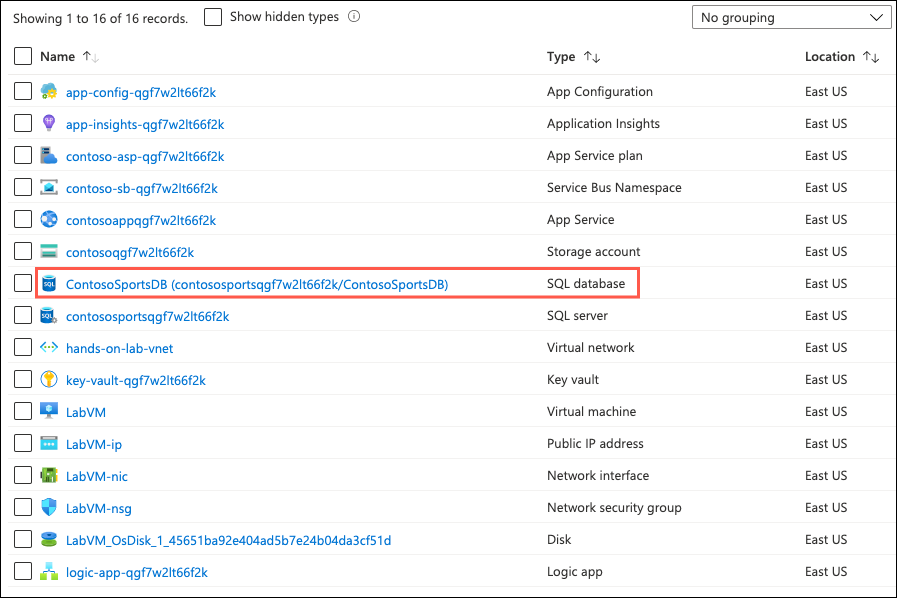 Showing 1 to 16 of 16 records. Show hidden types No grouping
Name Type Location
app-config-qgf7w2lt66f2k App Configuration East US
app-insights-qgf7w2lt66f2k Application Insights East US
contoso-asp-qgf7w2lt66f2k App Service plan East US
contoso-sb-qgf7w2lt66f2k Service Bus Namespace East US
contosoappqgf7w2lt66f2k App Service East US
contosoqgf7w2lt66f2k Storage account East US
ContosoSportsDB (contososportsqgf7w2lt66f2k/ContosoSportsDB) SQL database East US
contososportsqgf7w2lt66f2k SQL server East US
hands-on-lab-vnet Virtual network East US
key-vault-qgf7w2lt66f2k Key vault East US
LabVM Virtual machine East US
LabVM-ip Public IP address East US
LabVM-nic Network interface East US
LabVM-nsg Network security group East US
LabVM_OsDisk_1_45651ba92e404ad5b7e24b04da3cf51d Disk East US
logic-app-qgf7w2lt66f2k Logic app East US